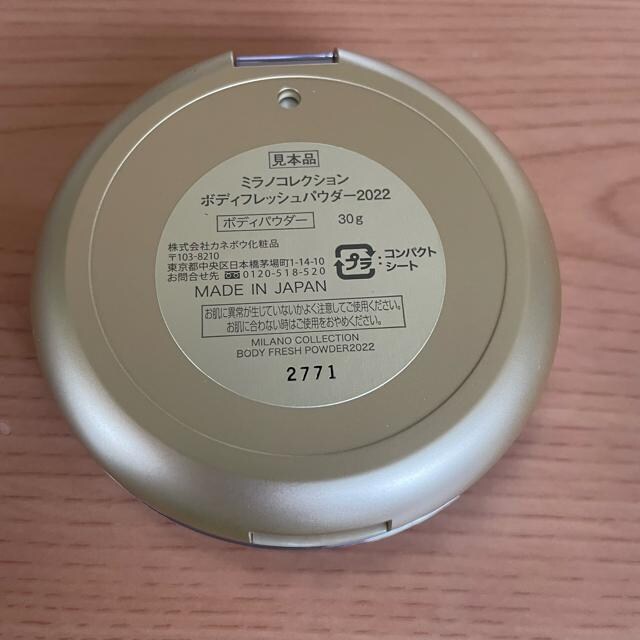 見本品
ミラノコレクション
ボディフレッシュパウダー2022
ボディパウダー 30g
株式会社カネボウ化粧品
〒103-8210
東京都中央区日本橋茅場町1-14-10
お問合せ先 0120-518-520
プラ :コンパクト
シート
MADE IN JAPAN
お肌に異常が生じていないかよく注意してご使用ください。
お肌に合わない時はご使用をおやめください。
MILANO COLLECTION
BODY FRESH POWDER2022
2771